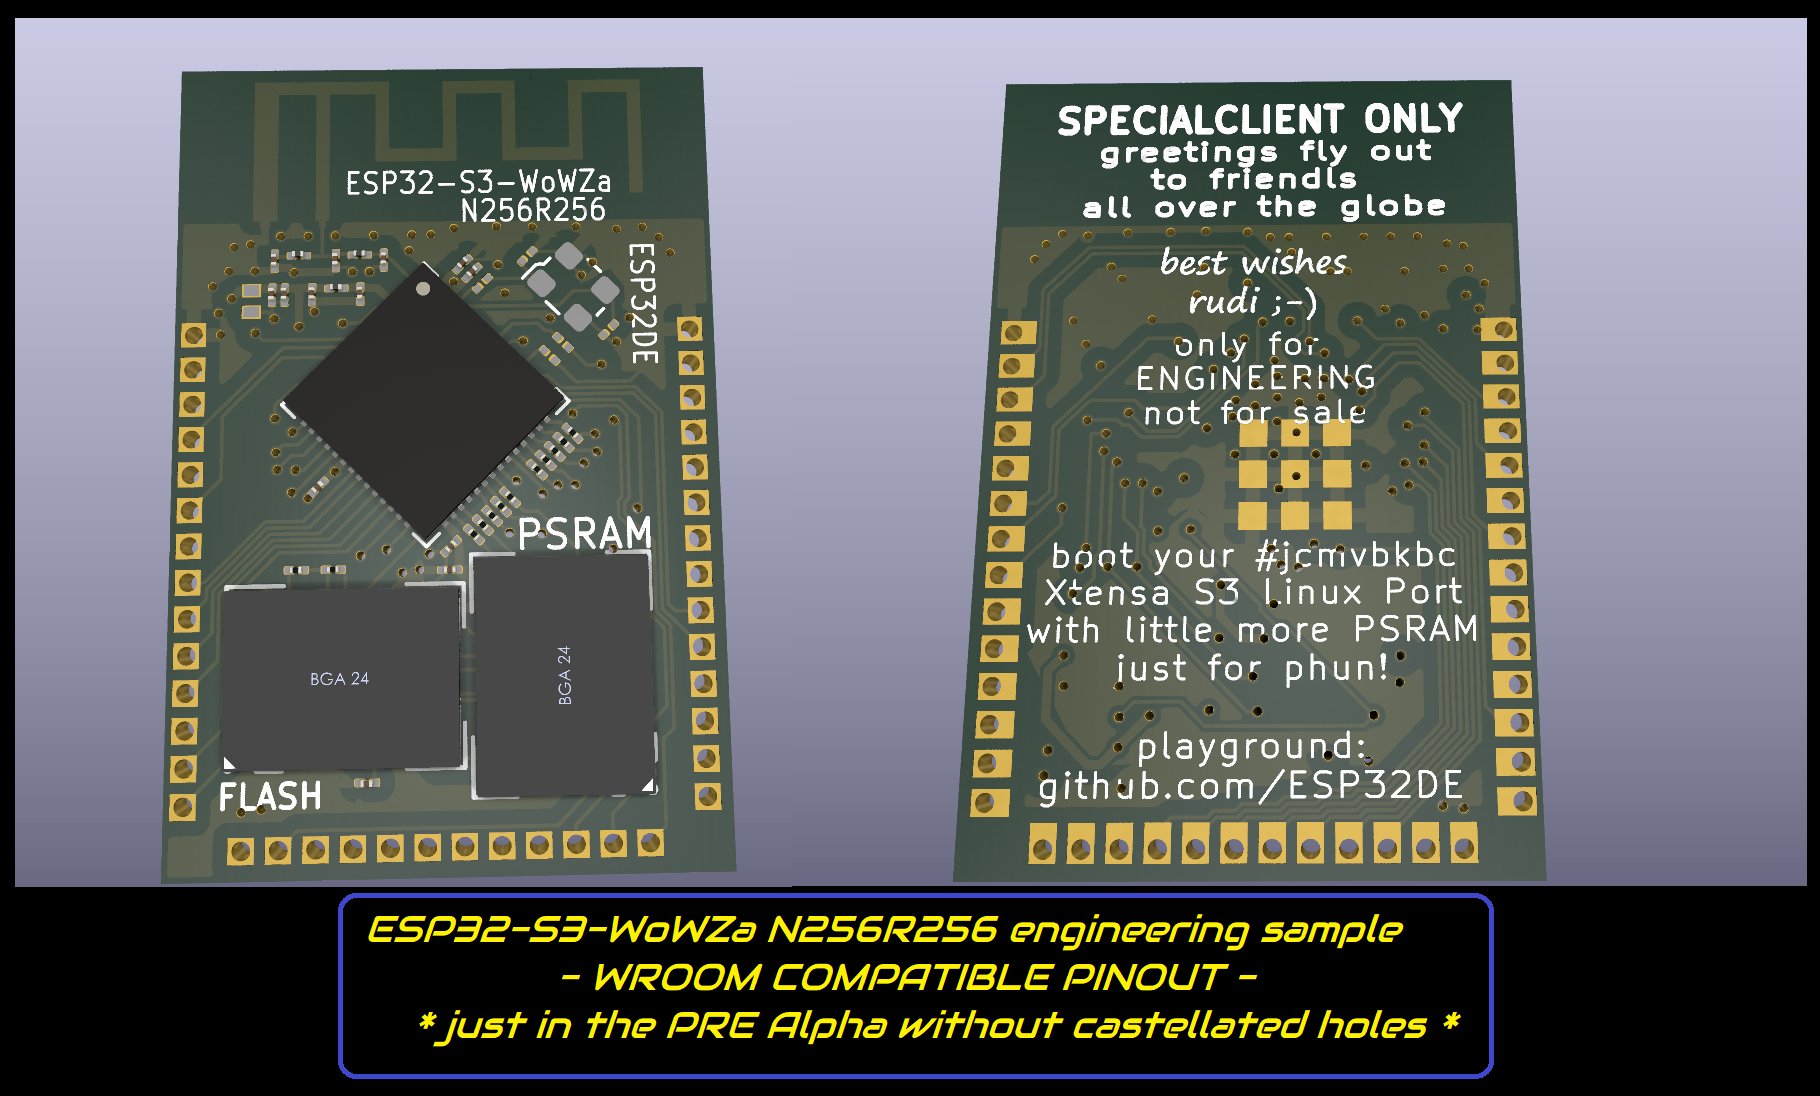 ESP32-S3-WoWZa
N256R256
ESP32DE
PSRAM
BGA 24
BGA 24
FLASH
SPECIALCLIENT ONLY
greetings fly out
to friendls
all over the globe
best wishes
rudi ;-)
only for
ENGINEERING
not for sale
boot your #jcmvbkbc
Xtensa S3 Linux Port
with little more PSRAM
just for phun!
playground:
github.com/ESP32DE
ESP32-S3-WoWZa N256R256 engineering sample
- WROOM COMPATIBLE PINOUT -
* just in the PRE Alpha without castellated holes *